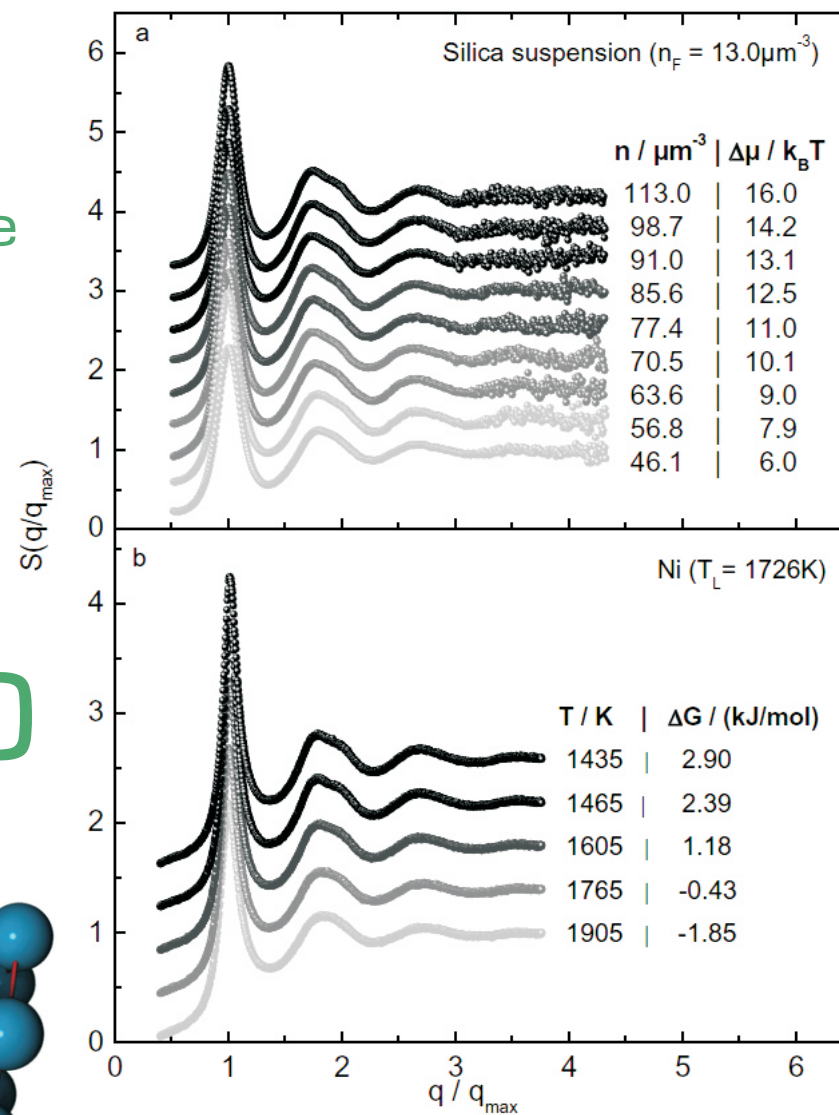 a
Silica suspension (n_F = 13.0µm⁻³)
n / µm⁻³ | Δµ / k_BT
113.0 | 16.0
98.7 | 14.2
91.0 | 13.1
85.6 | 12.5
77.4 | 11.0
70.5 | 10.1
63.6 | 9.0
56.8 | 7.9
46.1 | 6.0
6
5
4
3
2
1
0
S(q/q_max)
e
b
Ni (T_L= 1726K)
T / K | ΔG / (kJ/mol)
1435 | 2.90
1465 | 2.39
1605 | 1.18
1765 | -0.43
1905 | -1.85
4
3
2
1
0
0 1 2 3 4 5 6
q / q_max